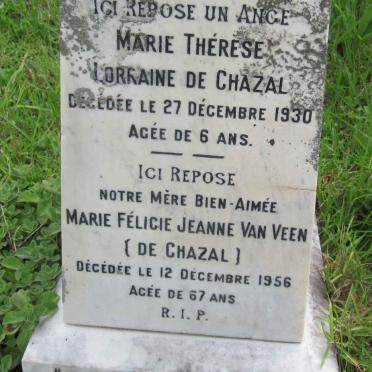 Ici Repose un Ange
Marie Thérèse
Lorraine de Chazal
Décédée le 27 Décembre 1930
Agée de 6 ans.
Ici Repose
notre Mère Bien-Aimée
Marie Félicie Jeanne Van Veen
( de Chazal )
Décédée le 12 Décembre 1956
Agée de 67 ans
R.I.P.